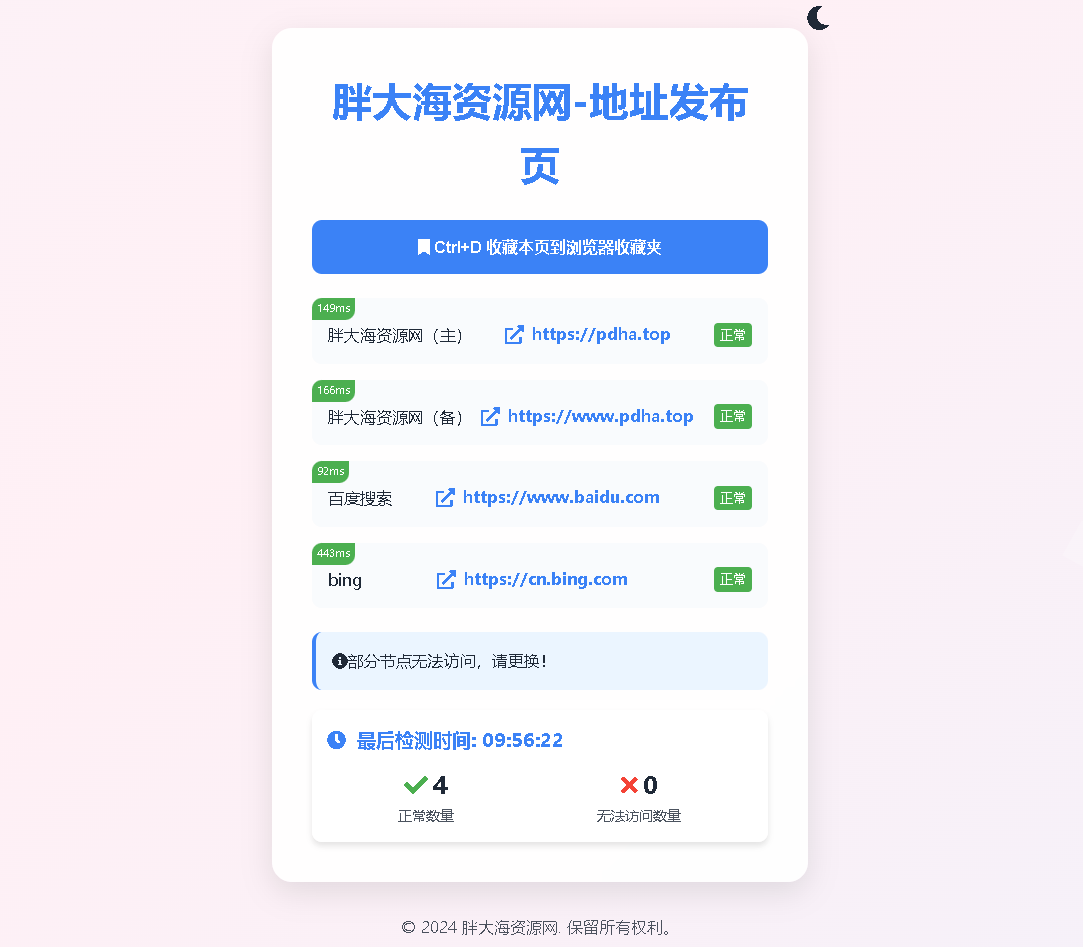 胖大海资源网-地址发布
页
Ctrl+D 收藏本页到浏览器收藏夹
149ms
胖大海资源网（主） https://pdha.top 正常
166ms
胖大海资源网（备） https://www.pdha.top 正常
92ms
百度搜索 https://www.baidu.com 正常
443ms
bing https://cn.bing.com 正常
部分节点无法访问，请更换！
最后检测时间: 09:56:22
4 0
正常数量 无法访问数量
© 2024 胖大海资源网. 保留所有权利。